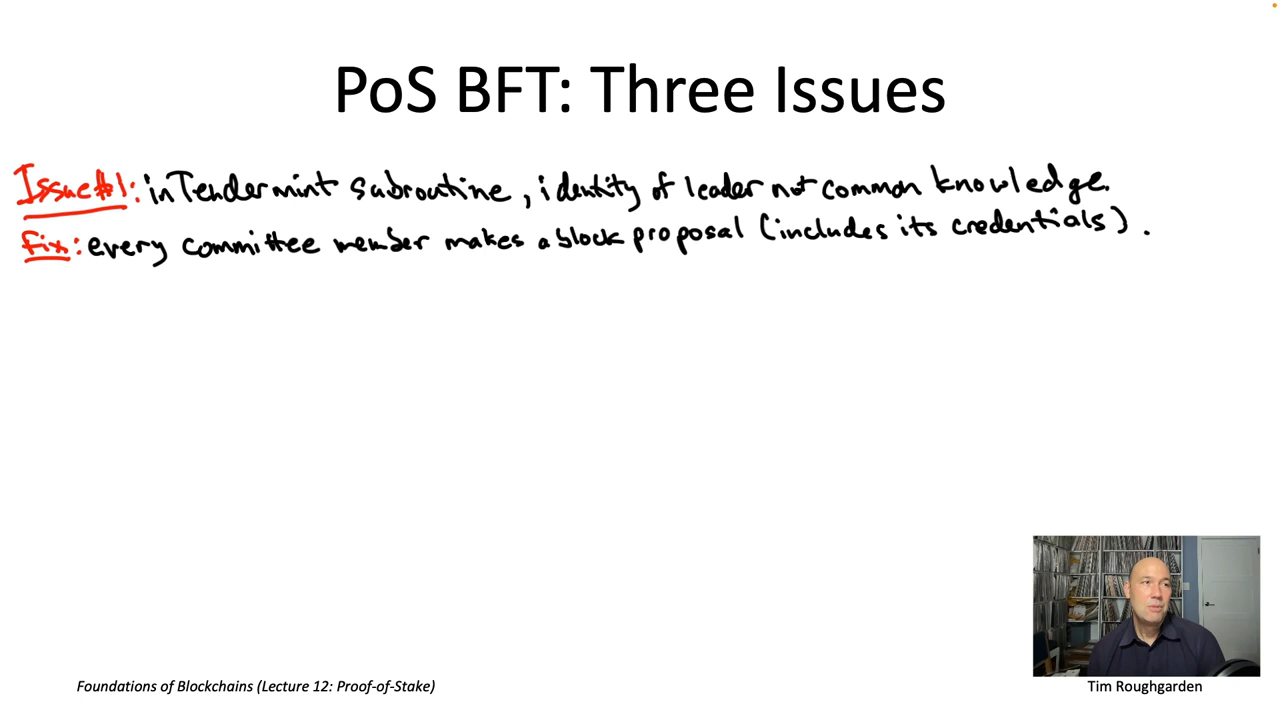 PoS BFT: Three Issues
Issue #1: in Tendermint subroutine, identity of leader not common knowledge.
fix: every committee member makes a block proposal (includes its credentials).
Foundations of Blockchains (Lecture 12: Proof-of-Stake)
Tim Roughgarden